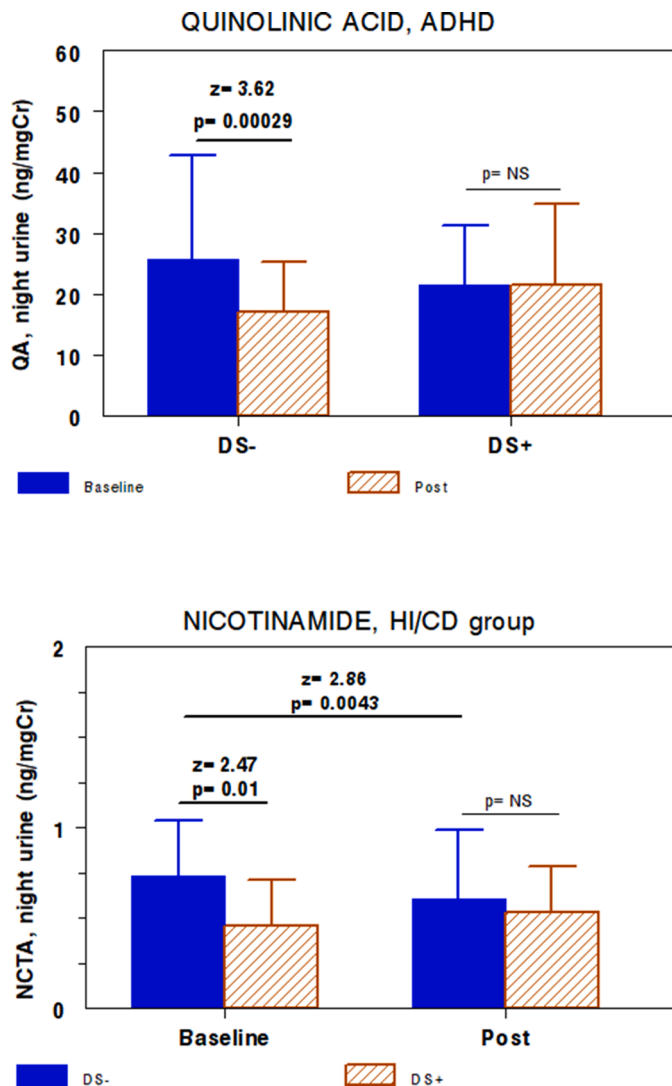 QUINOLINIC ACID, ADHD
QA, night urine (ng/mgCr)
60
50
40
30
20
10
0
z= 3.62
p= 0.00029
p= NS
DS-
DS+
Baseline
Post
NICOTINAMIDE, HI/CD group
NCTA, night urine (ng/mgCr)
2
1
0
z= 2.86
p= 0.0043
z= 2.47
p= 0.01
p= NS
Baseline
Post
DS-
DS+